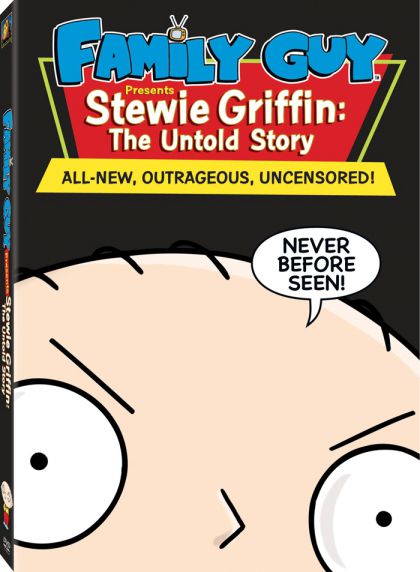 FAMILY GUY
Presents
Stewie Griffin:
The Untold Story
ALL-NEW, OUTRAGEOUS, UNCENSORED!
NEVER
BEFORE
SEEN!
FAMILY GUY
Presents
Stewie Griffin:
The Untold Story
DVD